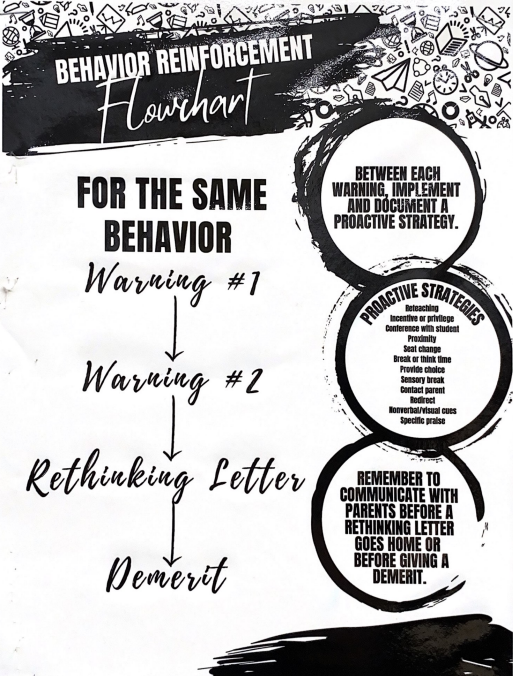 BEHAVIOR REINFORCEMENT
Flowchart
FOR THE SAME
BEHAVIOR
Warning #1
Warning #2
Rethinking Letter
Demerit
BETWEEN EACH
WARNING, IMPLEMENT
AND DOCUMENT A
PROACTIVE STRATEGY.
PROACTIVE STRATEGIES
Reteaching
Incentive or privilege
Conference with student
Proximity
Seat change
Break or think time
Provide choice
Sensory break
Contact parent
Redirect
Nonverbal/visual cues
Specific praise
REMEMBER TO
COMMUNICATE WITH
PARENTS BEFORE A
RETHINKING LETTER
GOES HOME OR
BEFORE GIVING A
DEMERIT.